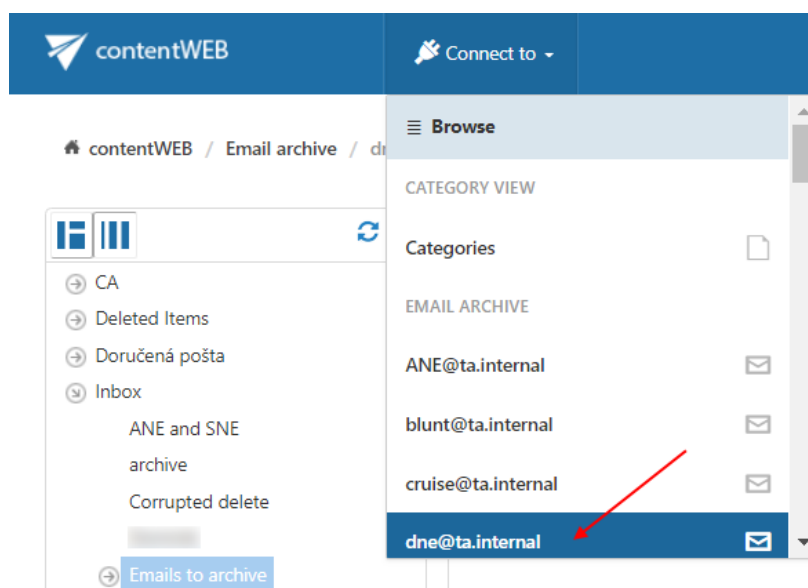 contentWEB
Connect to
Browse
contentWEB / Email archive /
CATEGORY VIEW
Categories
EMAIL ARCHIVE
ANE@ta.internal
blunt@ta.internal
cruise@ta.internal
dne@ta.internal
CA
Deleted Items
Doručená pošta
Inbox
ANE and SNE
archive
Corrupted delete
Emails to archive